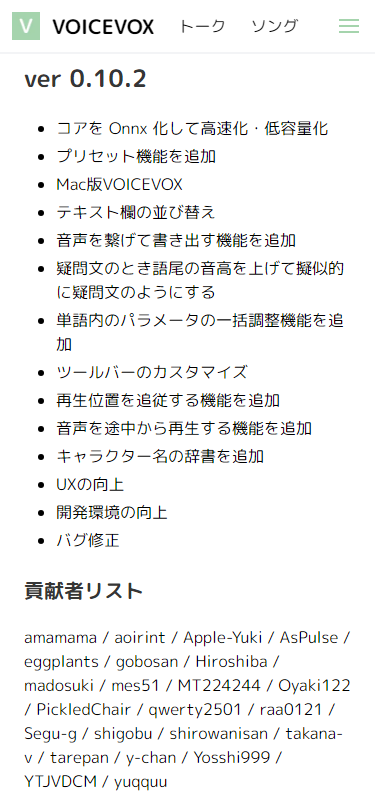 V VOICEVOX トーク ソング
ver 0.10.2
コアを Onnx 化して高速化・低容量化
プリセット機能を追加
Mac版VOICEVOX
テキスト欄の並び替え
音声を繋げて書き出す機能を追加
疑問文のとき語尾の音高を上げて擬似的
に疑問文のようにする
単語内のパラメータの一括調整機能を追
加
ツールバーのカスタマイズ
再生位置を追従する機能を追加
音声を途中から再生する機能を追加
キャラクター名の辞書を追加
UXの向上
開発環境の向上
バグ修正
貢献者リスト
amamama / aoirint / Apple-Yuki / AsPulse /
eggplants / gobosan / Hiroshiba /
madosuki / mes51 / MT224244 / Oyaki122
/ PickledChair / qwerty2501 / raa0121 /
Segu-g / shigobu / shirowanisan / takana-
v / tarepan / y-chan / Yosshi999 /
YTJVDCM / yuqquu